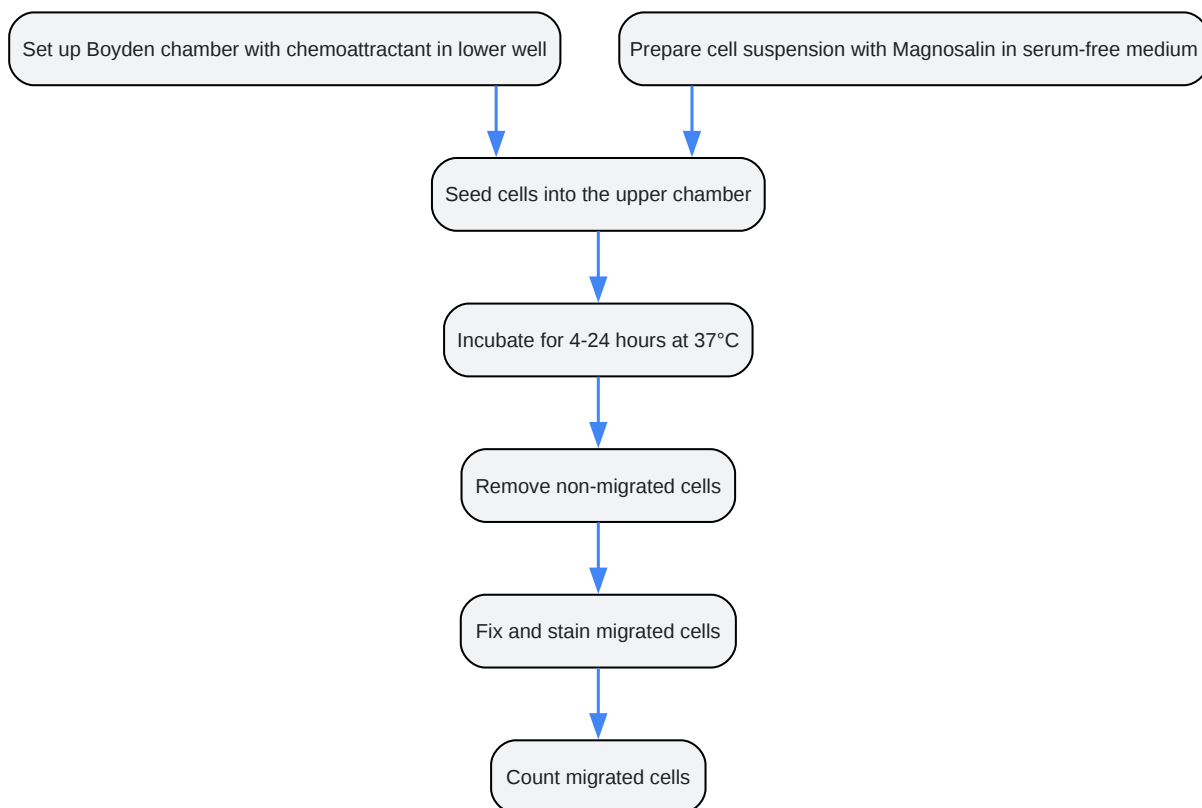 Set up Boyden chamber with chemoattractant in lower well
Prepare cell suspension with Magnosalin in serum-free medium
Seed cells into the upper chamber
Incubate for 4-24 hours at 37°C
Remove non-migrated cells
Fix and stain migrated cells
Count migrated cells